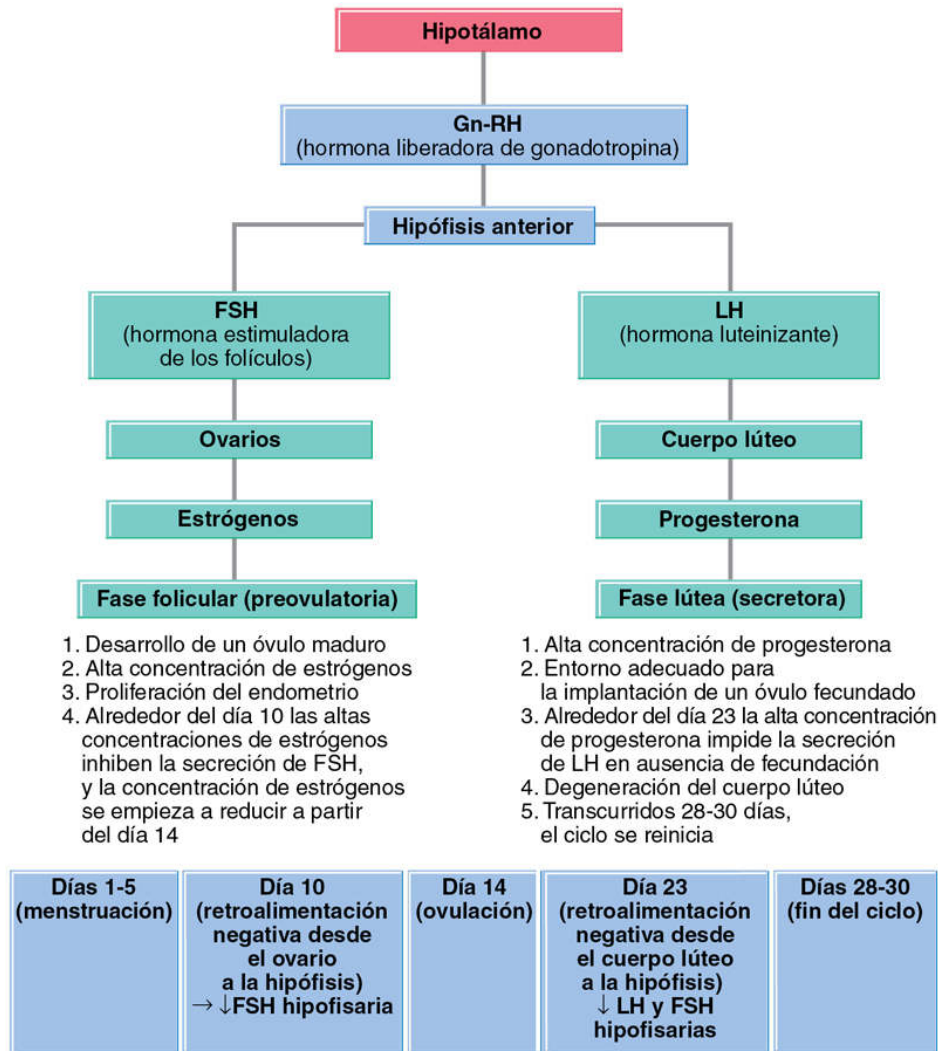 Hipotálamo
Gn-RH
(hormona liberadora de gonadotropina)
Hipófisis anterior
FSH
(hormona estimuladora
de los folículos)
LH
(hormona luteinizante)
Ovarios
Cuerpo lúteo
Estrógenos
Progesterona
Fase folicular (preovulatoria)
1. Desarrollo de un óvulo maduro
2. Alta concentración de estrógenos
3. Proliferación del endometrio
4. Alrededor del día 10 las altas
concentraciones de estrógenos
inhiben la secreción de FSH,
y la concentración de estrógenos
se empieza a reducir a partir
del día 14
Fase lútea (secretora)
1. Alta concentración de progesterona
2. Entorno adecuado para
la implantación de un óvulo fecundado
3. Alrededor del día 23 la alta concentración
de progesterona impide la secreción
de LH en ausencia de fecundación
4. Degeneración del cuerpo lúteo
5. Transcurridos 28-30 días,
el ciclo se reinicia
Días 1-5
(menstruación)
Día 10
(retroalimentación
negativa desde
el ovario
a la hipófisis)
→ ↓FSH hipofisaria
Día 14
(ovulación)
Día 23
(retroalimentación
negativa desde
el cuerpo lúteo
a la hipófisis)
↓ LH y FSH
hipofisarias
Días 28-30
(fin del ciclo)